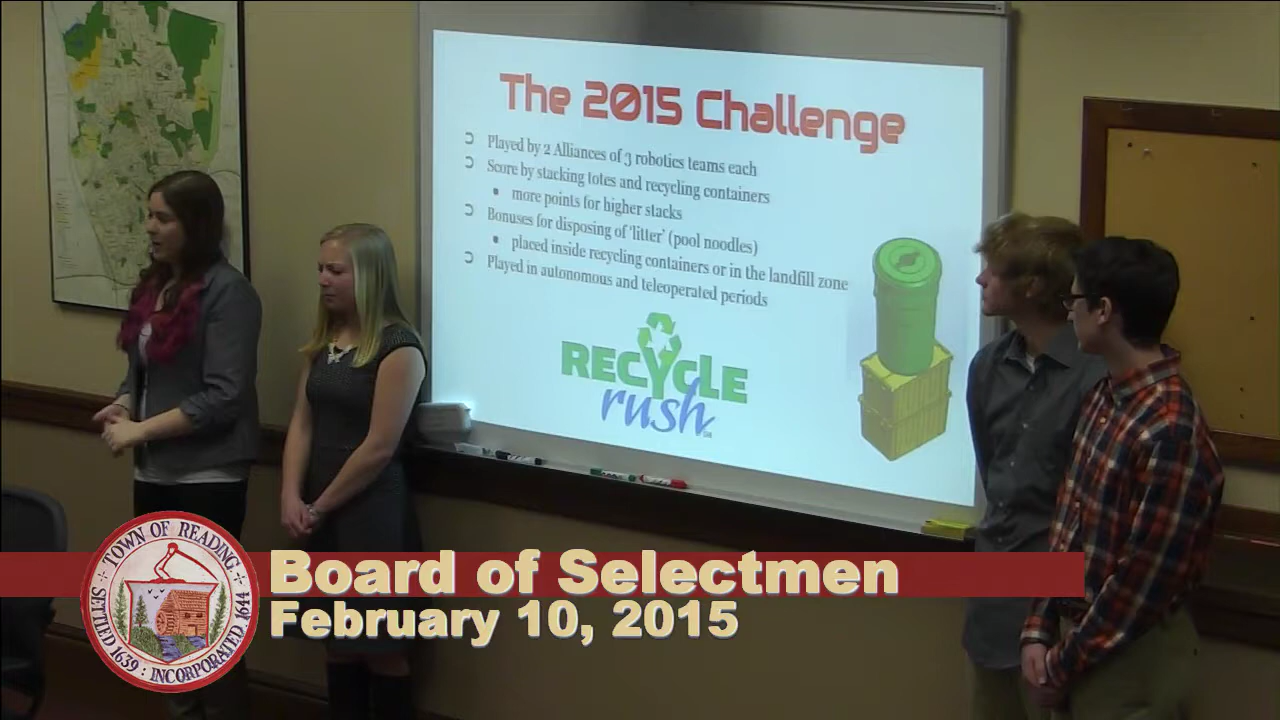 The 2015 Challenge
Played by 2 Alliances of 3 robotics teams each
Score by stacking totes and recycling containers
more points for higher stacks
Bonuses for disposing of 'litter' (pool noodles)
placed inside recycling containers or in the landfill zone
Played in autonomous and teleoperated periods
RECYCLE
rush
TOWN OF READING
SETTLED 1639 : INCORPORATED 1644
Board of Selectmen
February 10, 2015